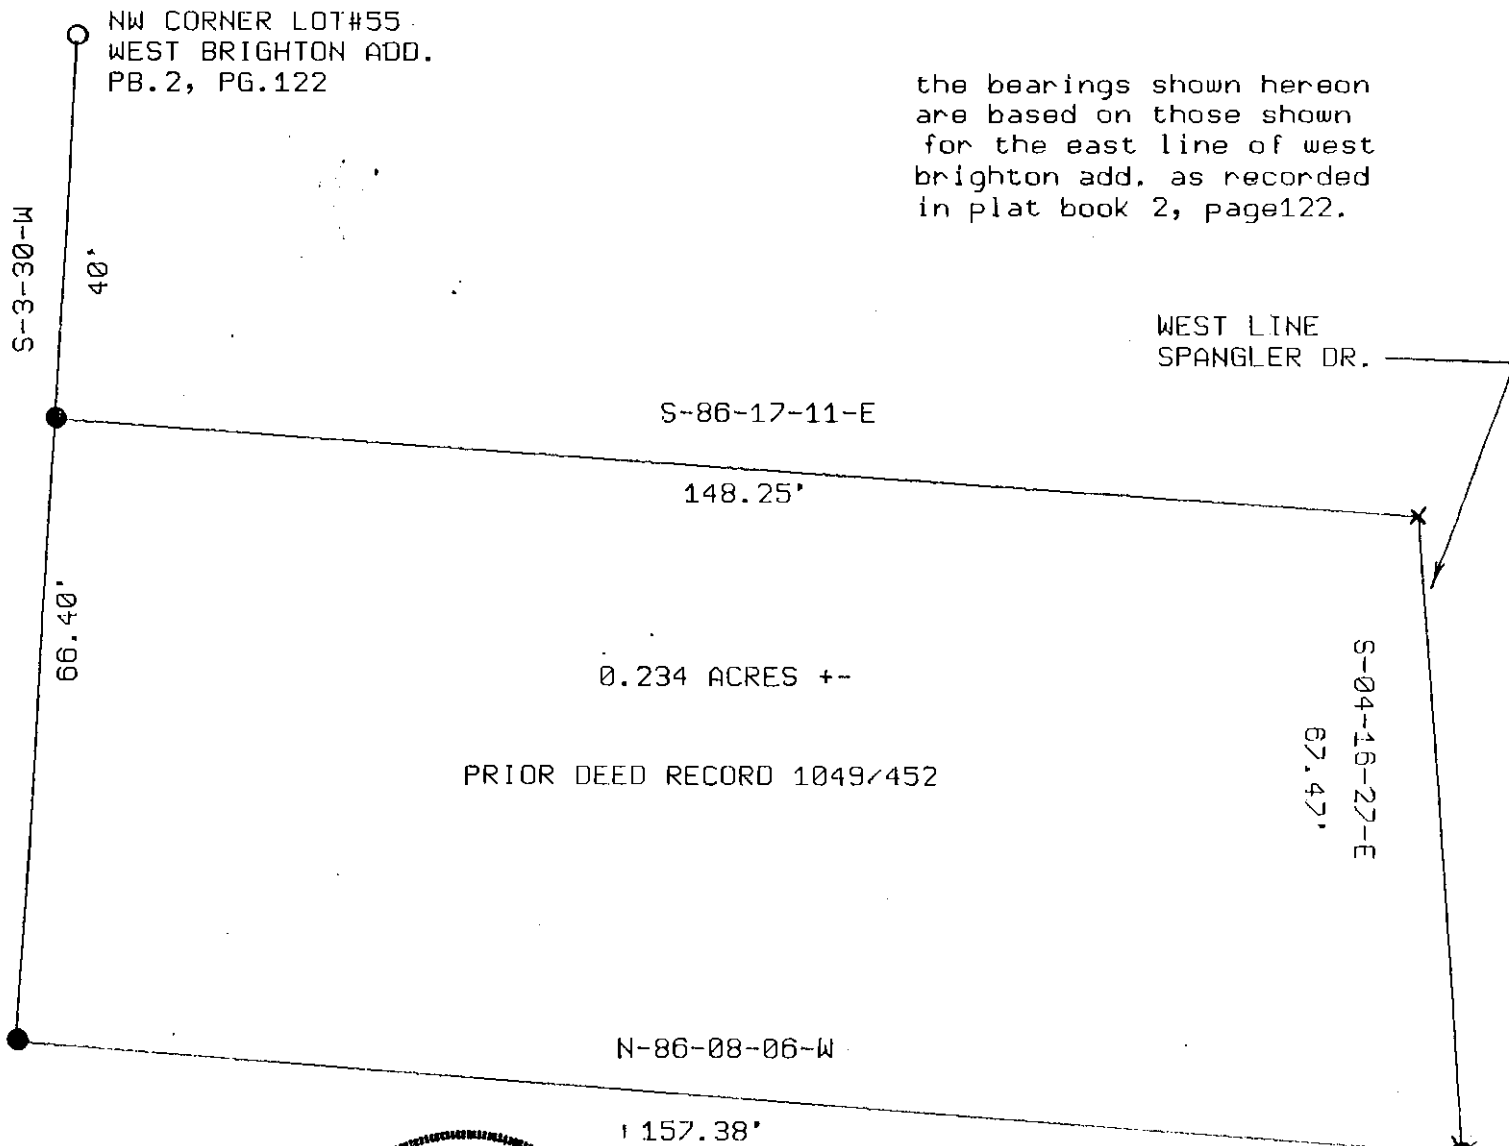 NW CORNER LOT#55
WEST BRIGHTON ADD.
PB.2, PG.122
the bearings shown hereon
are based on those shown
for the east line of west
brighton add. as recorded
in plat book 2, page122.
S-3-30-W
40'
WEST LINE
SPANGLER DR.
S-86-17-11-E
148.25'
66.40'
0.234 ACRES +-
S-04-16-27-E
67.47'
PRIOR DEED RECORD 1049/452
N-86-08-06-W
157.38'